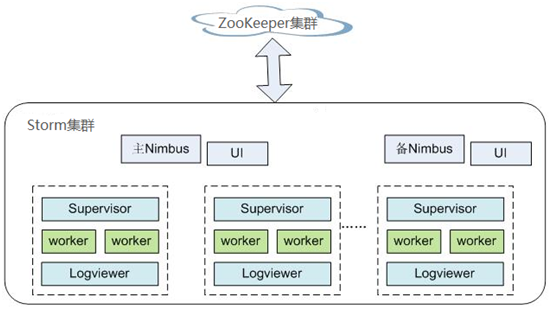 ZooKeeper集群
Storm集群
主Nimbus UI 备Nimbus UI
Supervisor Supervisor Supervisor
worker worker worker worker ...... worker worker
Logviewer Logviewer Logviewer